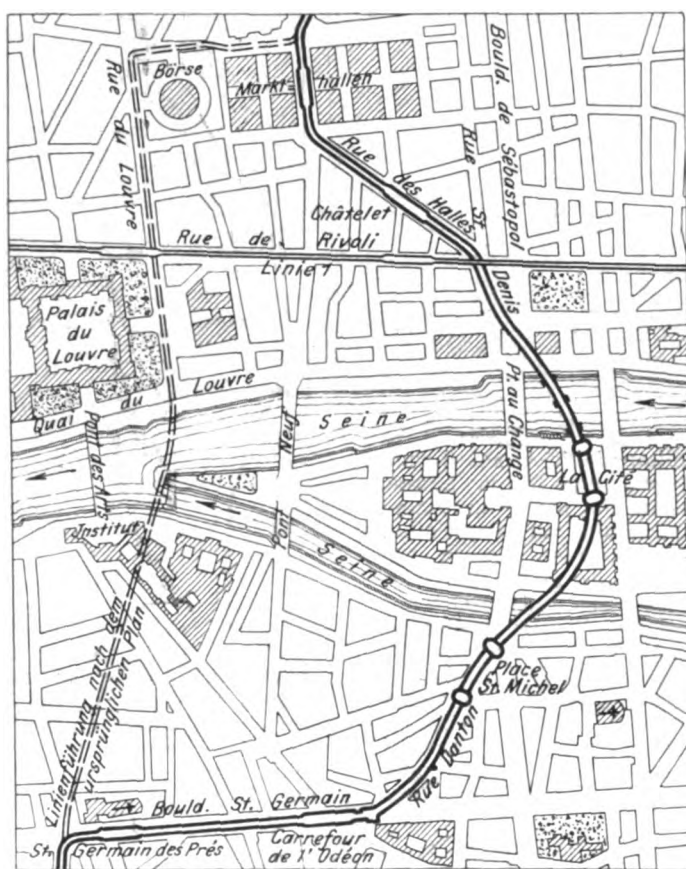 Börse
Markthallen
Bould. de Sébastopol
Rue du Louvre
Rue des Halles
Rue St. Denis
Châtelet
Rue de Rivoli
Linie 1
Palais
du
Louvre
Quai du Louvre
Seine
Pt. au Change
Pont des Arts
Pont Neuf
La Cité
Institut
Seine
Linienführung nach dem
ursprünglichen Plan
Place
St. Michel
Rue Danton
Bould. St. Germain
St. Germain des Prés
Carrefour
de l'Odéon